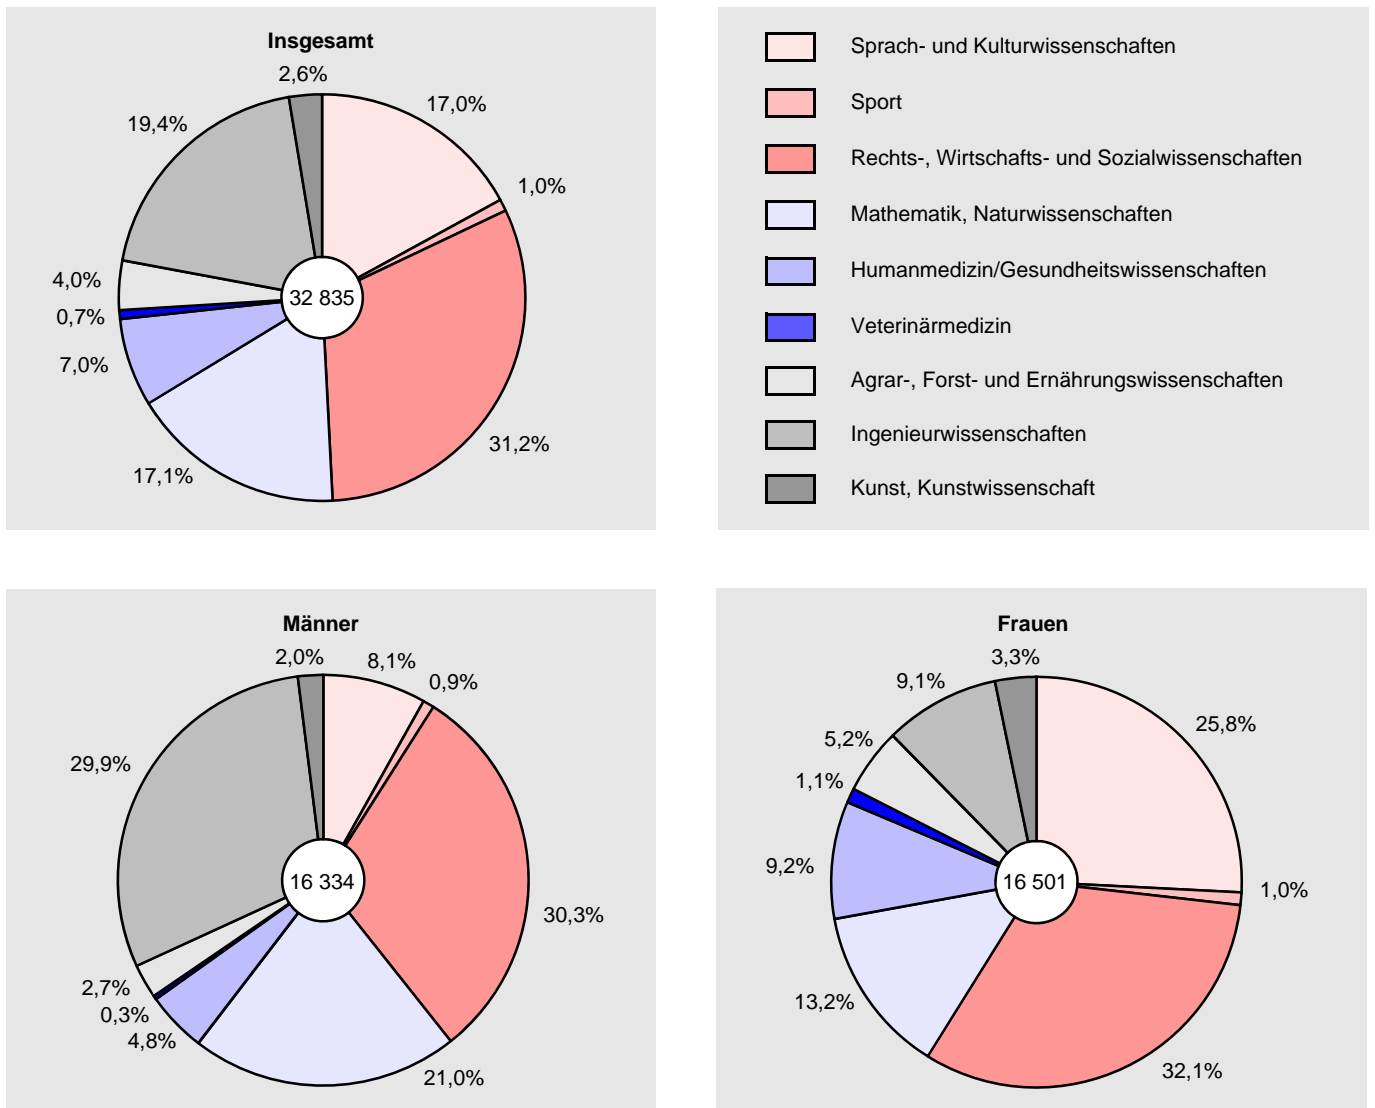 Insgesamt
2,6%
17,0%
19,4%
1,0%
4,0%
32 835
0,7%
7,0%
31,2%
17,1%
Sprach- und Kulturwissenschaften
Sport
Rechts-, Wirtschafts- und Sozialwissenschaften
Mathematik, Naturwissenschaften
Humanmedizin/Gesundheitswissenschaften
Veterinärmedizin
Agrar-, Forst- und Ernährungswissenschaften
Ingenieurwissenschaften
Kunst, Kunstwissenschaft
Männer
2,0%
8,1%
0,9%
29,9%
16 334
30,3%
2,7%
0,3%
4,8%
21,0%
Frauen
3,3%
9,1%
25,8%
5,2%
1,1%
9,2%
16 501
1,0%
13,2%
32,1%